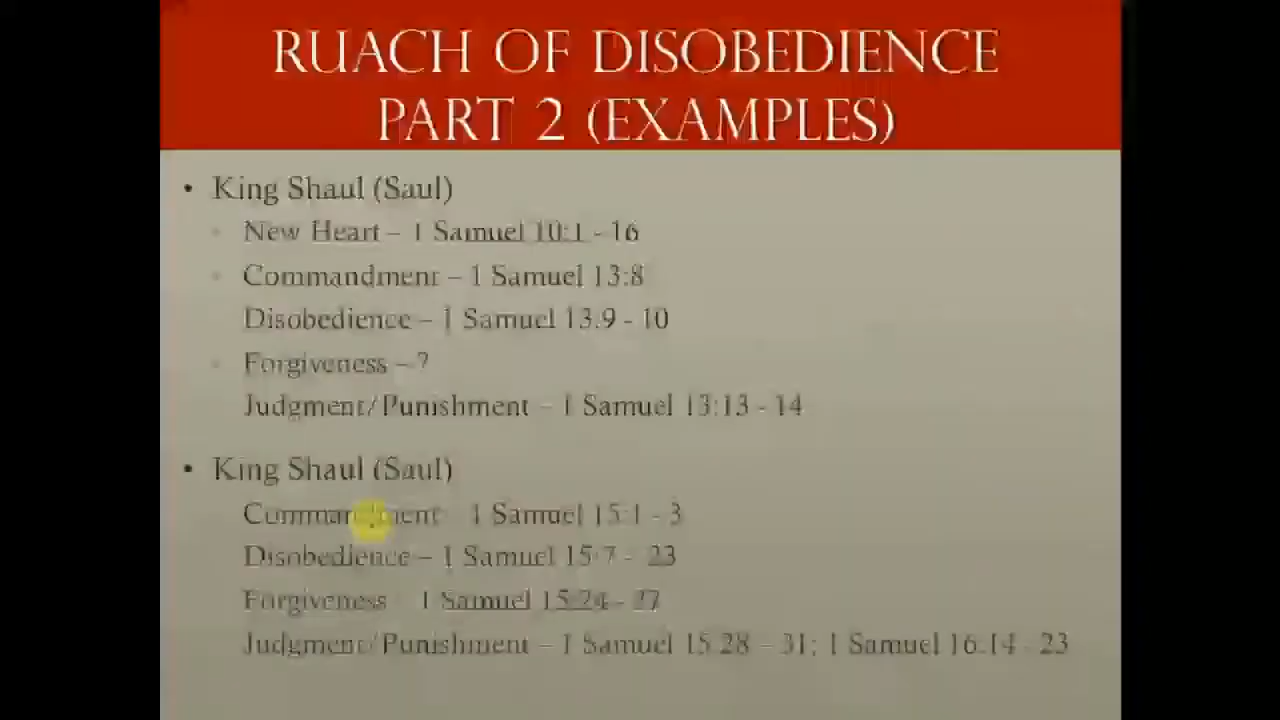 RUACH OF DISOBEDIENCE
PART 2 (EXAMPLES)
• King Shaul (Saul)
New Heart – 1 Samuel 10:1 - 16
Commandment – 1 Samuel 13:8
Disobedience – 1 Samuel 13:9 - 10
Forgiveness – ?
Judgment/Punishment – 1 Samuel 13:13 - 14
• King Shaul (Saul)
Commandment – 1 Samuel 15:1 - 3
Disobedience – 1 Samuel 15:7 - 23
Forgiveness – 1 Samuel 15:24 - 27
Judgment/Punishment – 1 Samuel 15:28 – 31; 1 Samuel 16:14 - 23